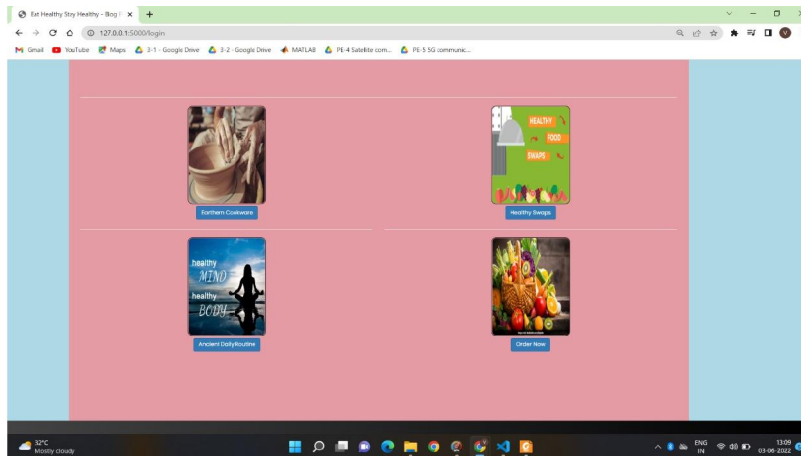 Eat Healthy Stay Healthy - Blog
127.0.0.1:5000/login
Gmail YouTube Maps 3-1 - Google Drive 3-2 - Google Drive MATLAB PE-4 Satellite com... PE-5 5G communic...
HEALTHY
FOOD
SWAPS
Earthern Cookware
Healthy Swaps
healthy
MIND
healthy
BODY
Ancient DailyRoutine
Order Now
32°C
Mostly cloudy
ENG
IN
13:09
03-06-2022